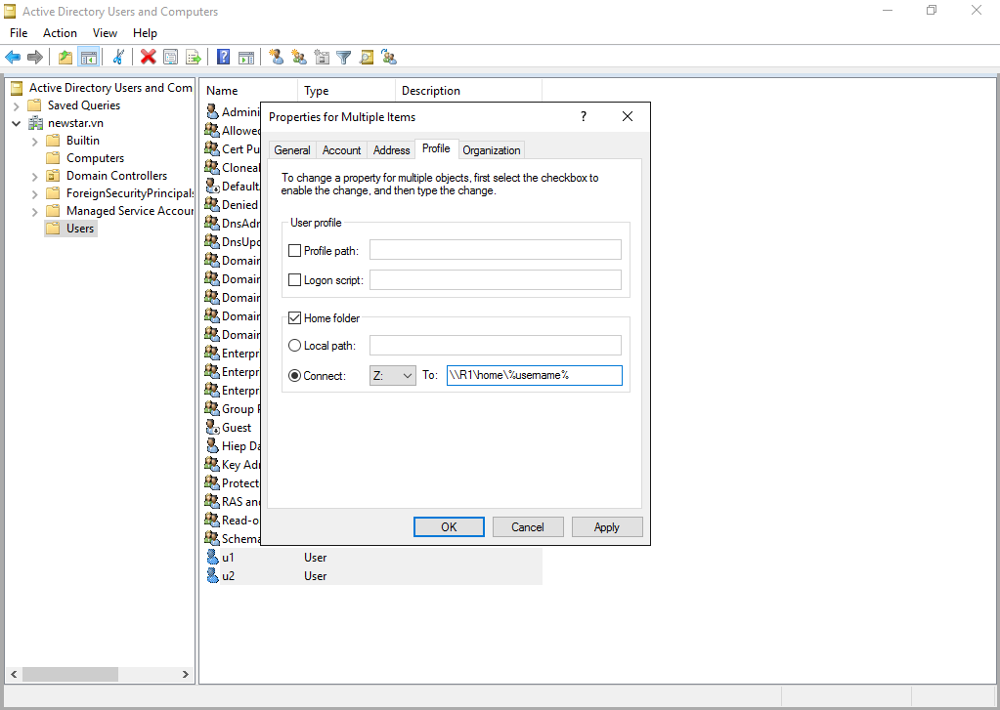 Active Directory Users and Computers
File Action View Help
Active Directory Users and Com
Saved Queries
newstar.vn
Builtin
Computers
Domain Controllers
ForeignSecurityPrincipals
Managed Service Accour
Users
Name Type Description
Admini
Allowed
Cert Pu
Cloneal
Default
Denied
DnsAdr
DnsUpd
Domain
Domain
Domain
Domain
Domain
Enterpr
Enterpr
Enterpr
Group P
Guest
Hiep Da
Key Adr
Protect
RAS and
Read-o
Schema
u1 User
u2 User
Properties for Multiple Items ?
General Account Address Profile Organization
To change a property for multiple objects, first select the checkbox to
enable the change, and then type the change.
User profile
Profile path:
Logon script:
Home folder
Local path:
Connect: Z: To: \\R1\home\%username%
OK Cancel Apply